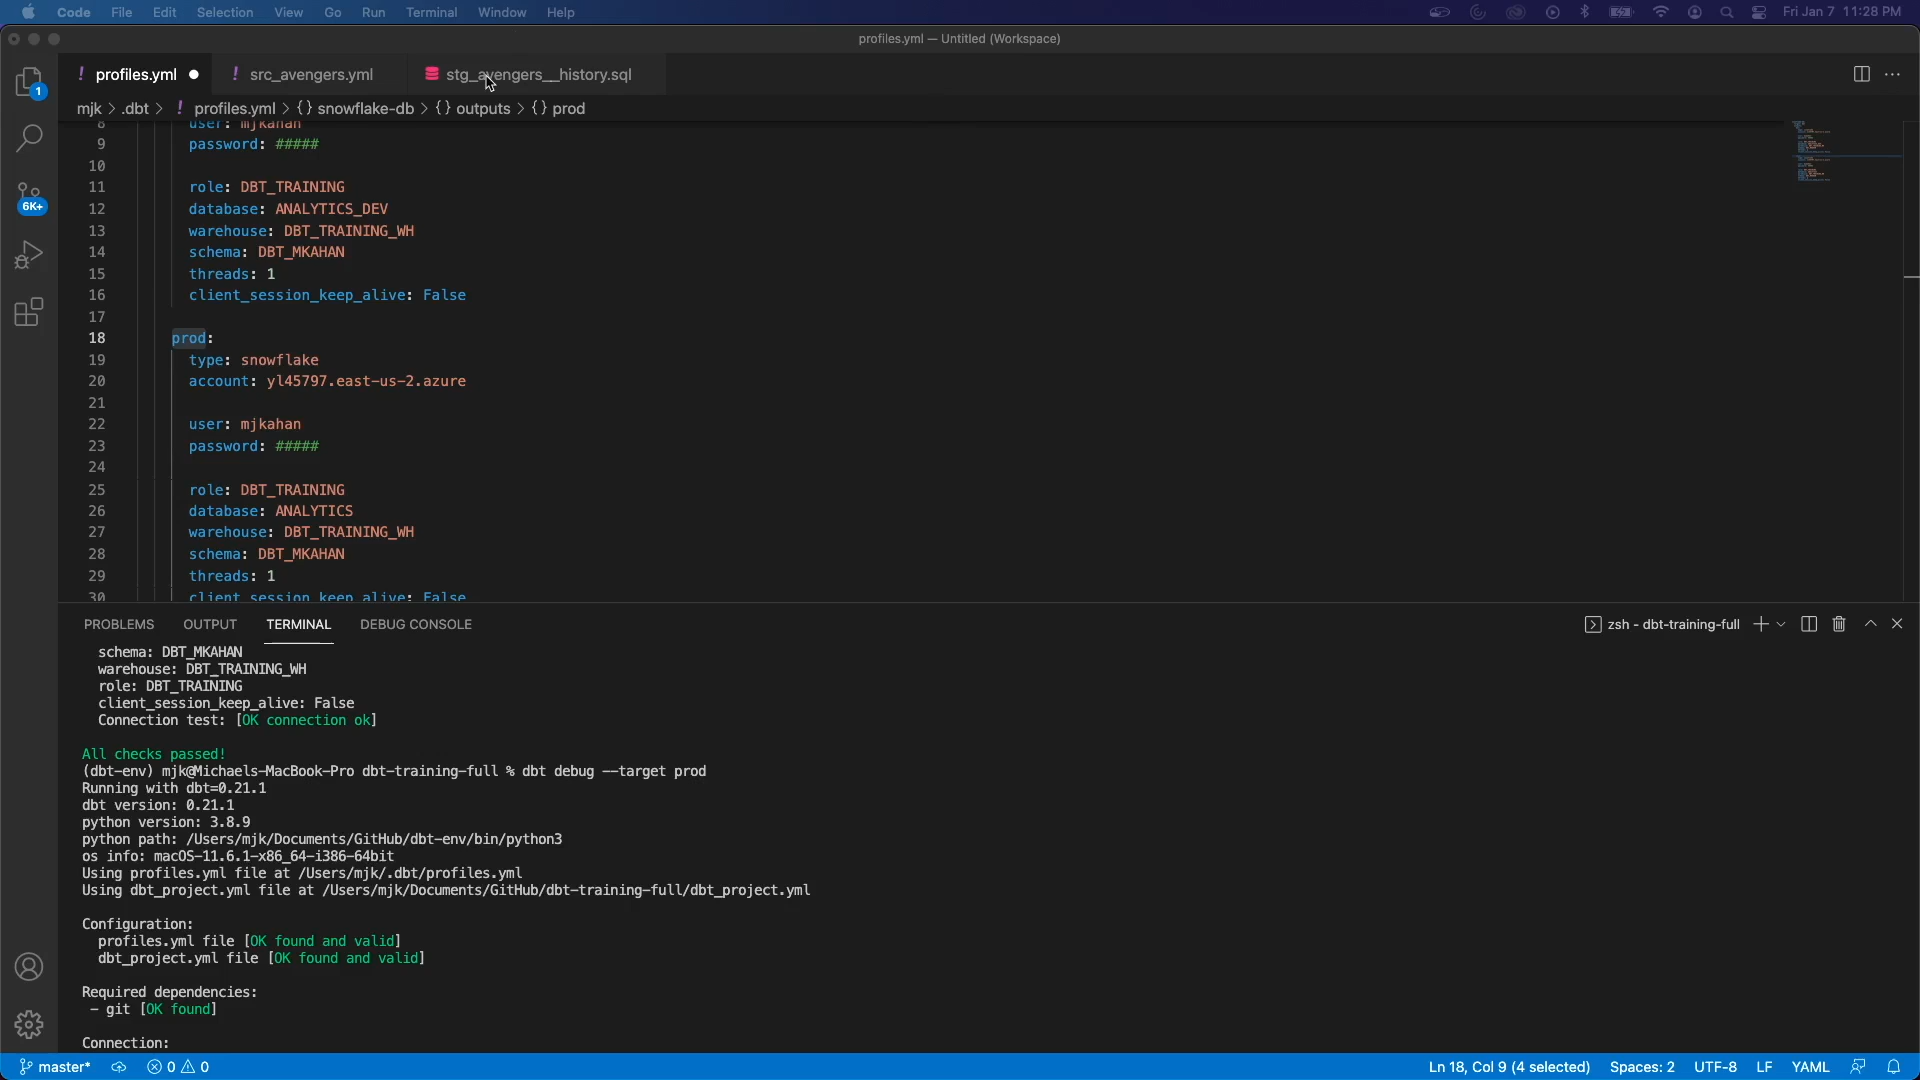 Code File Edit Selection View Go Run Terminal Window Help Fri Jan 7 11:28 PM
profiles.yml — Untitled (Workspace)
! profiles.yml ! src_avengers.yml stg_avengers__history.sql
mjk > .dbt > ! profiles.yml > {} snowflake-db > {} outputs > {} prod
1
6K+
8 user: mjkahan
9 password: #####
10
11 role: DBT_TRAINING
12 database: ANALYTICS_DEV
13 warehouse: DBT_TRAINING_WH
14 schema: DBT_MKAHAN
15 threads: 1
16 client_session_keep_alive: False
17
18 prod:
19 type: snowflake
20 account: yl45797.east-us-2.azure
21
22 user: mjkahan
23 password: #####
24
25 role: DBT_TRAINING
26 database: ANALYTICS
27 warehouse: DBT_TRAINING_WH
28 schema: DBT_MKAHAN
29 threads: 1
30 client_session_keep_alive: False
PROBLEMS OUTPUT TERMINAL DEBUG CONSOLE zsh - dbt-training-full
schema: DBT_MKAHAN
warehouse: DBT_TRAINING_WH
role: DBT_TRAINING
client_session_keep_alive: False
Connection test: [OK connection ok]
All checks passed!
(dbt-env) mjk@Michaels-MacBook-Pro dbt-training-full % dbt debug --target prod
Running with dbt=0.21.1
dbt version: 0.21.1
python version: 3.8.9
python path: /Users/mjk/Documents/GitHub/dbt-env/bin/python3
os info: macOS-11.6.1-x86_64-i386-64bit
Using profiles.yml file at /Users/mjk/.dbt/profiles.yml
Using dbt_project.yml file at /Users/mjk/Documents/GitHub/dbt-training-full/dbt_project.yml
Configuration:
profiles.yml file [OK found and valid]
dbt_project.yml file [OK found and valid]
Required dependencies:
- git [OK found]
Connection:
master* 0 0 Ln 18, Col 9 (4 selected) Spaces: 2 UTF-8 LF YAML